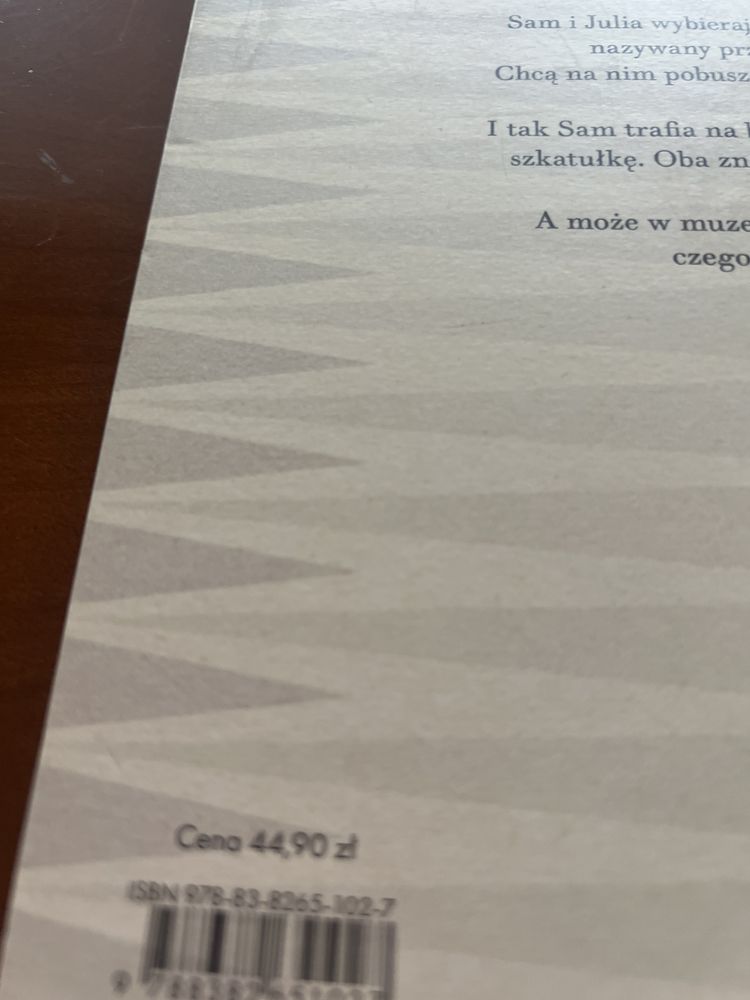 Sam i Julia wybieraj
nazywany prz
Chcą na nim pobusz
I tak Sam trafia na
szkatułkę. Oba zn
A może w muze
czego
Cena 44,90 zł
ISBN 978-83-8265-102-7